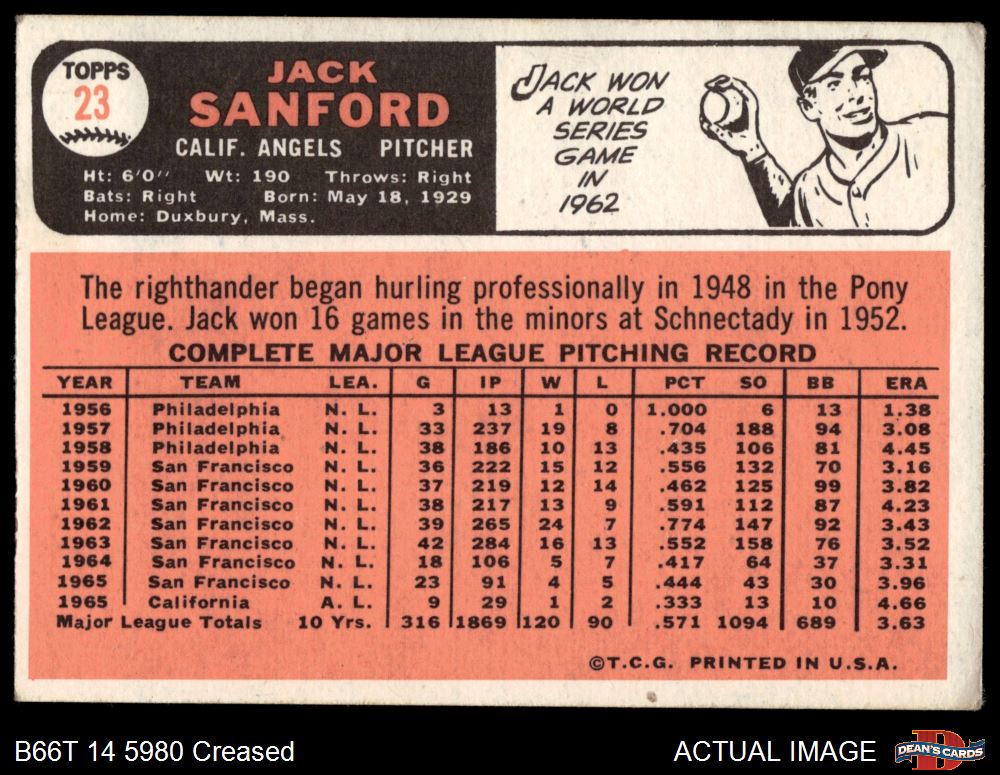 TOPPS
23
JACK
SANFORD
CALIF. ANGELS PITCHER
Ht: 6'0" Wt: 190 Throws: Right
Bats: Right Born: May 18, 1929
Home: Duxbury, Mass.
JACK WON
A WORLD
SERIES
GAME
IN
1962
The righthander began hurling professionally in 1948 in the Pony
League. Jack won 16 games in the minors at Schnectady in 1952.
COMPLETE MAJOR LEAGUE PITCHING RECORD
YEAR TEAM LEA. G IP W L PCT SO BB ERA
1956 Philadelphia N. L. 3 13 1 0 1.000 6 13 1.38
1957 Philadelphia N. L. 33 237 19 8 .704 188 94 3.08
1958 Philadelphia N. L. 38 186 10 13 .435 106 81 4.45
1959 San Francisco N. L. 36 222 15 12 .556 132 70 3.16
1960 San Francisco N. L. 37 219 12 14 .462 125 99 3.82
1961 San Francisco N. L. 38 217 13 9 .591 112 87 4.23
1962 San Francisco N. L. 39 265 24 7 .774 147 92 3.43
1963 San Francisco N. L. 42 284 16 13 .552 158 76 3.52
1964 San Francisco N. L. 18 106 5 7 .417 64 37 3.31
1965 San Francisco N. L. 23 91 4 5 .444 43 30 3.96
1965 California A. L. 9 29 1 2 .333 13 10 4.66
Major League Totals 10 Yrs. 316 1869 120 90 .571 1094 689 3.63
©T.C.G. PRINTED IN U.S.A.
B66T 14 5980 Creased
ACTUAL IMAGE
D
DEAN'S CARDS